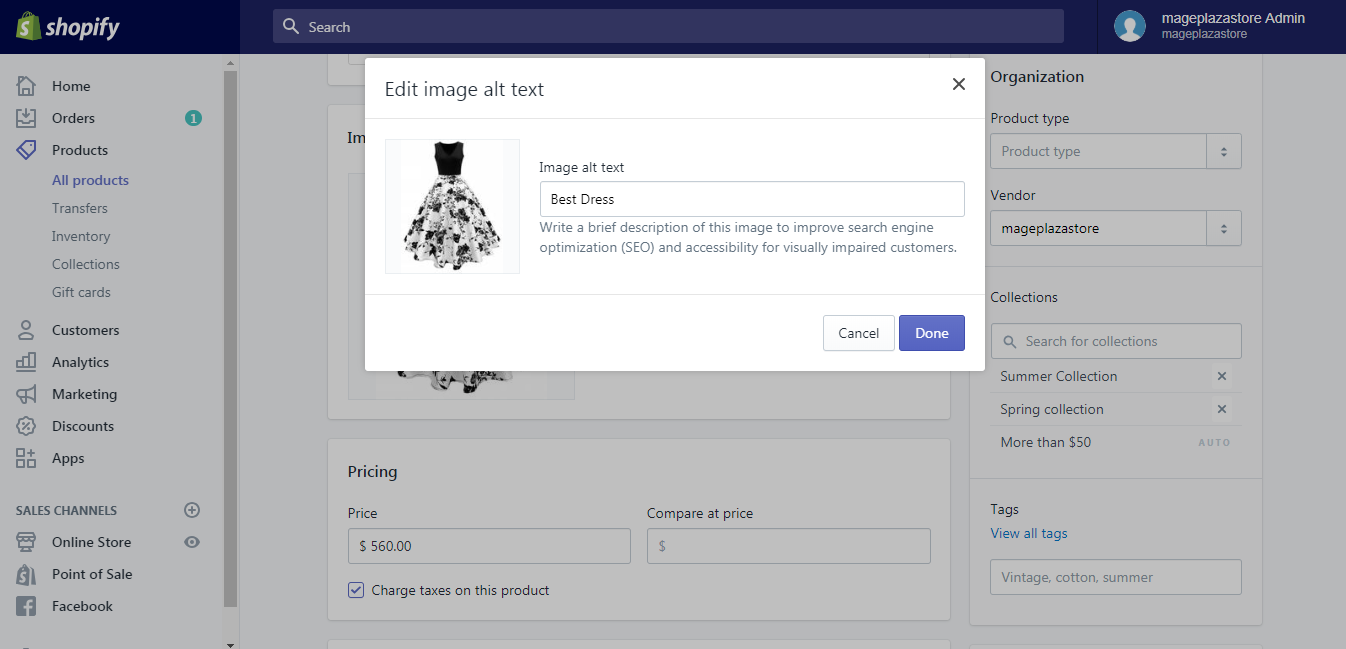 shopify
Search
mageplazastore Admin
mageplazastore
Home
Orders
1
Products
All products
Transfers
Inventory
Collections
Gift cards
Customers
Analytics
Marketing
Discounts
Apps
SALES CHANNELS
Online Store
Point of Sale
Facebook
Edit image alt text
Image alt text
Best Dress
Write a brief description of this image to improve search engine
optimization (SEO) and accessibility for visually impaired customers.
Cancel
Done
Im
Pricing
Price
Compare at price
$ 560.00
$
Charge taxes on this product
Organization
Product type
Product type
Vendor
mageplazastore
Collections
Search for collections
Summer Collection
Spring collection
More than $50
AUTO
Tags
View all tags
Vintage, cotton, summer